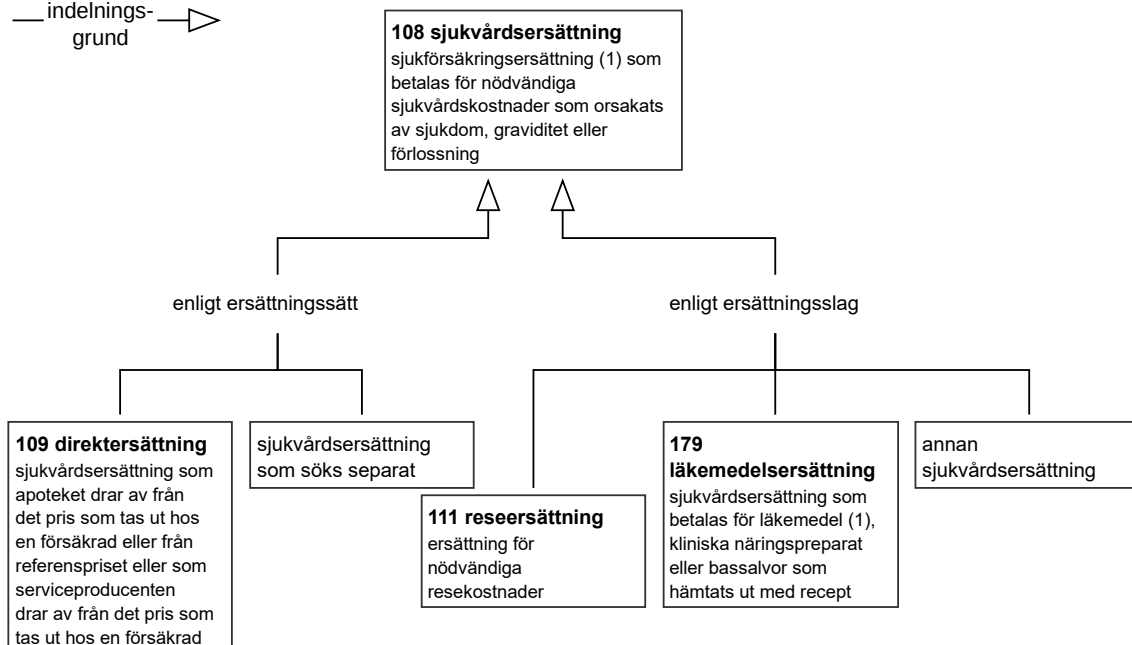 indelnings-
grund
108 sjukvårdsersättning
sjukförsäkringsersättning (1) som
betalas för nödvändiga
sjukvårdskostnader som orsakats
av sjukdom, graviditet eller
förlossning
enligt ersättningssätt
enligt ersättningsslag
109 direktersättning
sjukvårdsersättning som
apoteket drar av från
det pris som tas ut hos
en försäkrad eller från
referenspriset eller som
serviceproducenten
drar av från det pris som
tas ut hos en försäkrad
sjukvårdsersättning
som söks separat
111 reseersättning
ersättning för
nödvändiga
resekostnader
179
läkemedelsersättning
sjukvårdsersättning som
betalas för läkemedel (1),
kliniska näringspreparat
eller bassalvor som
hämtats ut med recept
annan
sjukvårdsersättning